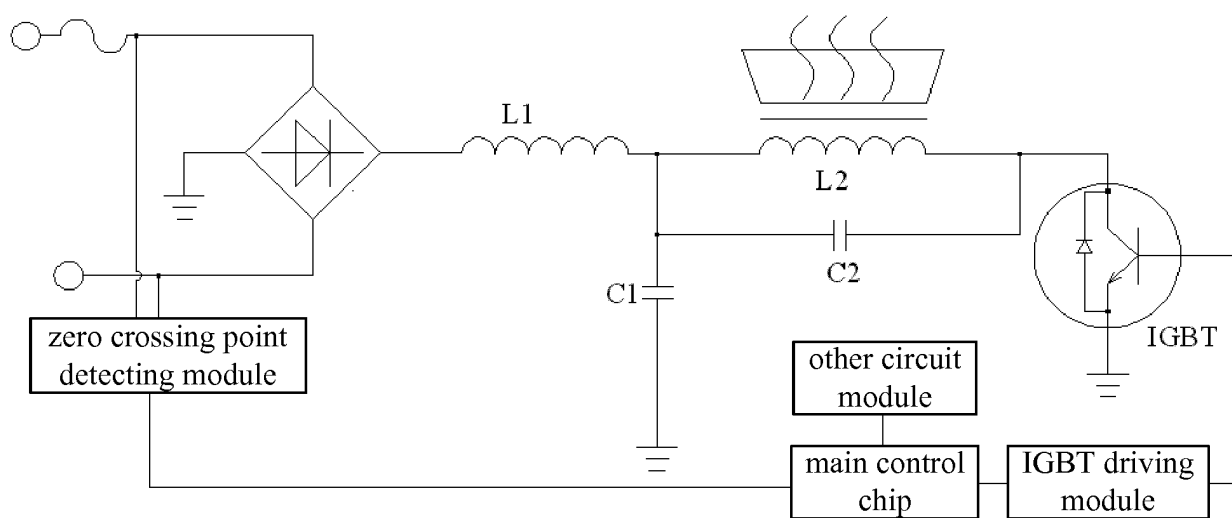 L1
L2
C2
C1
IGBT
zero crossing point
detecting module
other circuit
module
main control
chip
IGBT driving
module